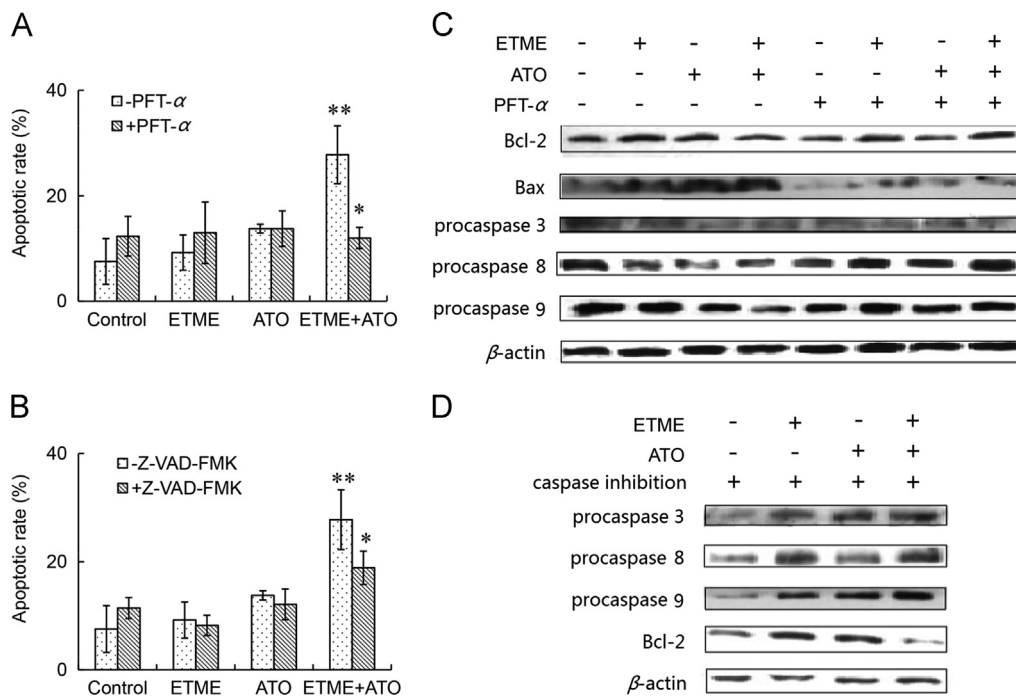 A
Apoptotic rate (%)
40
20
0
-PFT-α
+PFT-α
**
*
Control ETME ATO ETME+ATO
B
Apoptotic rate (%)
40
20
0
-Z-VAD-FMK
+Z-VAD-FMK
**
*
Control ETME ATO ETME+ATO
C
ETME - + - + - + - +
ATO - - + + - - + +
PFT-α - - - - + + + +
Bcl-2
Bax
procaspase 3
procaspase 8
procaspase 9
β-actin
D
ETME - + - +
ATO - - + +
caspase inhibition + + + +
procaspase 3
procaspase 8
procaspase 9
Bcl-2
β-actin